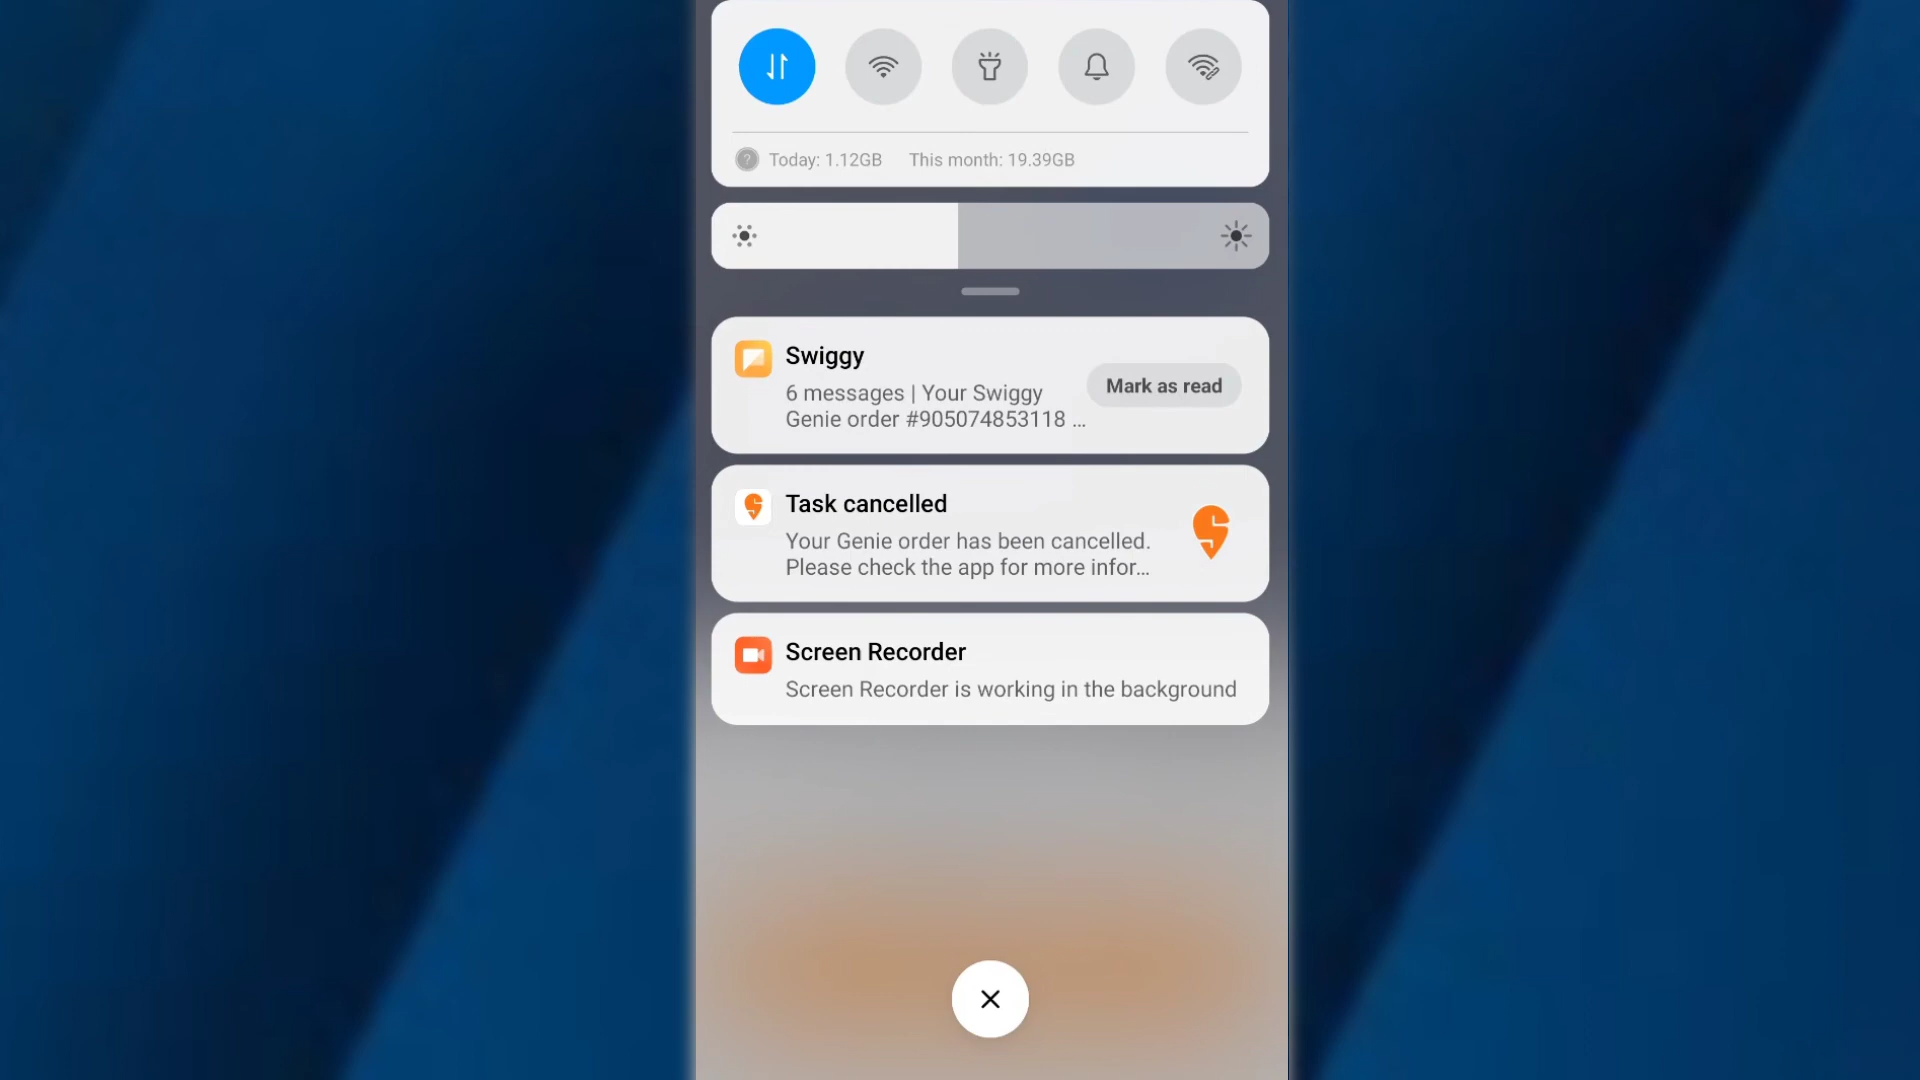 Today: 1.12GB This month: 19.39GB
Swiggy
6 messages | Your Swiggy
Genie order #905074853118 ...
Mark as read
Task cancelled
Your Genie order has been cancelled.
Please check the app for more infor...
Screen Recorder
Screen Recorder is working in the background